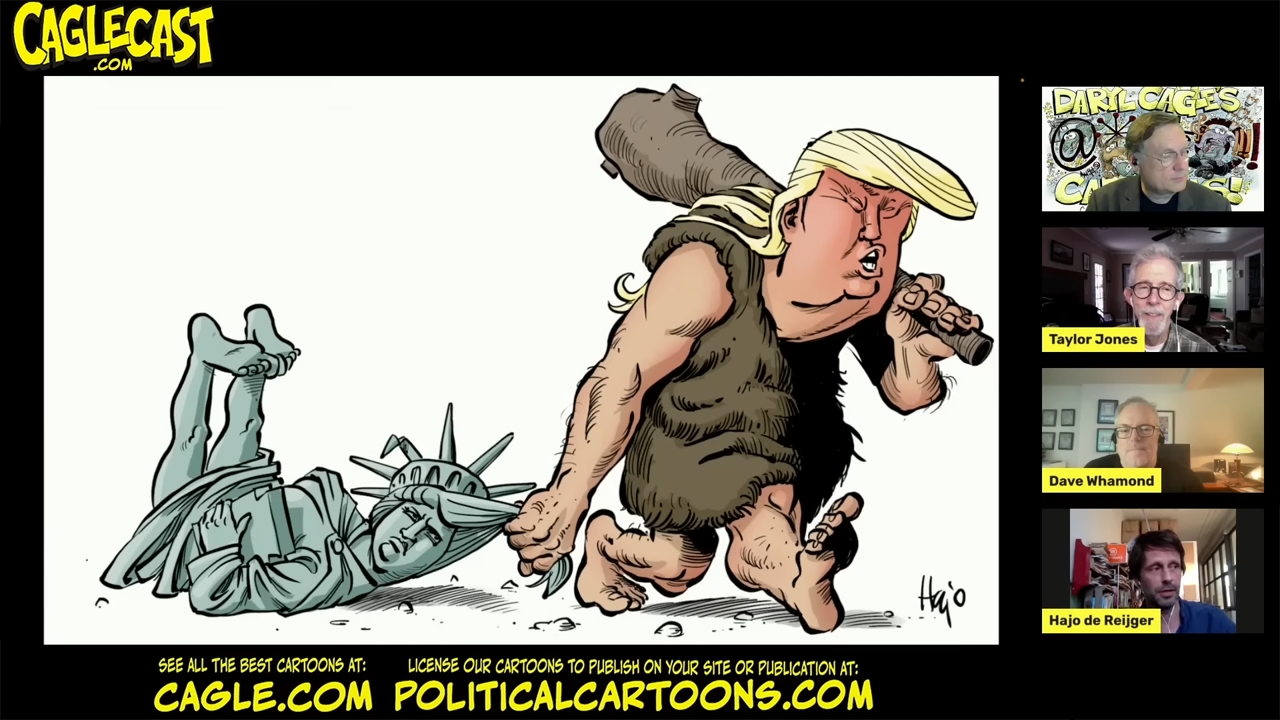 CAGLECAST
.COM
DARYL CAGLE'S
Taylor Jones
Dave Whamond
Hajo de Reijger
Hajo
SEE ALL THE BEST CARTOONS AT:
CAGLE.COM
LICENSE OUR CARTOONS TO PUBLISH ON YOUR SITE OR PUBLICATION AT:
POLITICALCARTOONS.COM